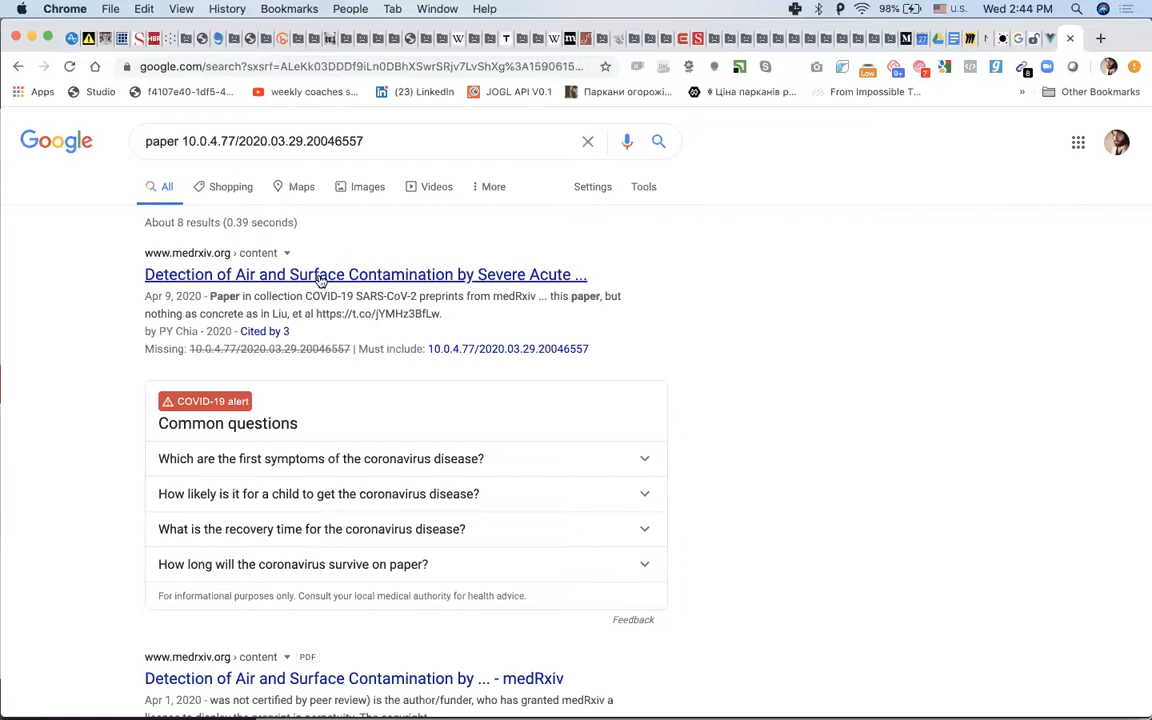 Chrome File Edit View History Bookmarks People Tab Window Help 98% U.S. Wed 2:44 PM
google.com/search?sxsrf=ALeKk03DDDf9iLn0DBhXSwrSRjv7LvShXg%3A1590615...
Apps Studio f4107e40-1df5-4... weekly coaches s... (23) LinkedIn JOGL API V0.1 Паркани огорожі... Ціна парканів р... From Impossible T... » Other Bookmarks
Google paper 10.0.4.77/2020.03.29.20046557
All Shopping Maps Images Videos More Settings Tools
About 8 results (0.39 seconds)
www.medrxiv.org › content
Detection of Air and Surface Contamination by Severe Acute ...
Apr 9, 2020 - Paper in collection COVID-19 SARS-CoV-2 preprints from medRxiv ... this paper, but
nothing as concrete as in Liu, et al https://t.co/jYMHz3BfLw.
by PY Chia - 2020 - Cited by 3
Missing: 10.0.4.77/2020.03.29.20046557 | Must include: 10.0.4.77/2020.03.29.20046557
COVID-19 alert
Common questions
Which are the first symptoms of the coronavirus disease?
How likely is it for a child to get the coronavirus disease?
What is the recovery time for the coronavirus disease?
How long will the coronavirus survive on paper?
For informational purposes only. Consult your local medical authority for health advice.
Feedback
www.medrxiv.org › content PDF
Detection of Air and Surface Contamination by ... - medRxiv
Apr 1, 2020 - was not certified by peer review) is the author/funder, who has granted medRxiv a
license to display the preprint in perpetuity. The copyright